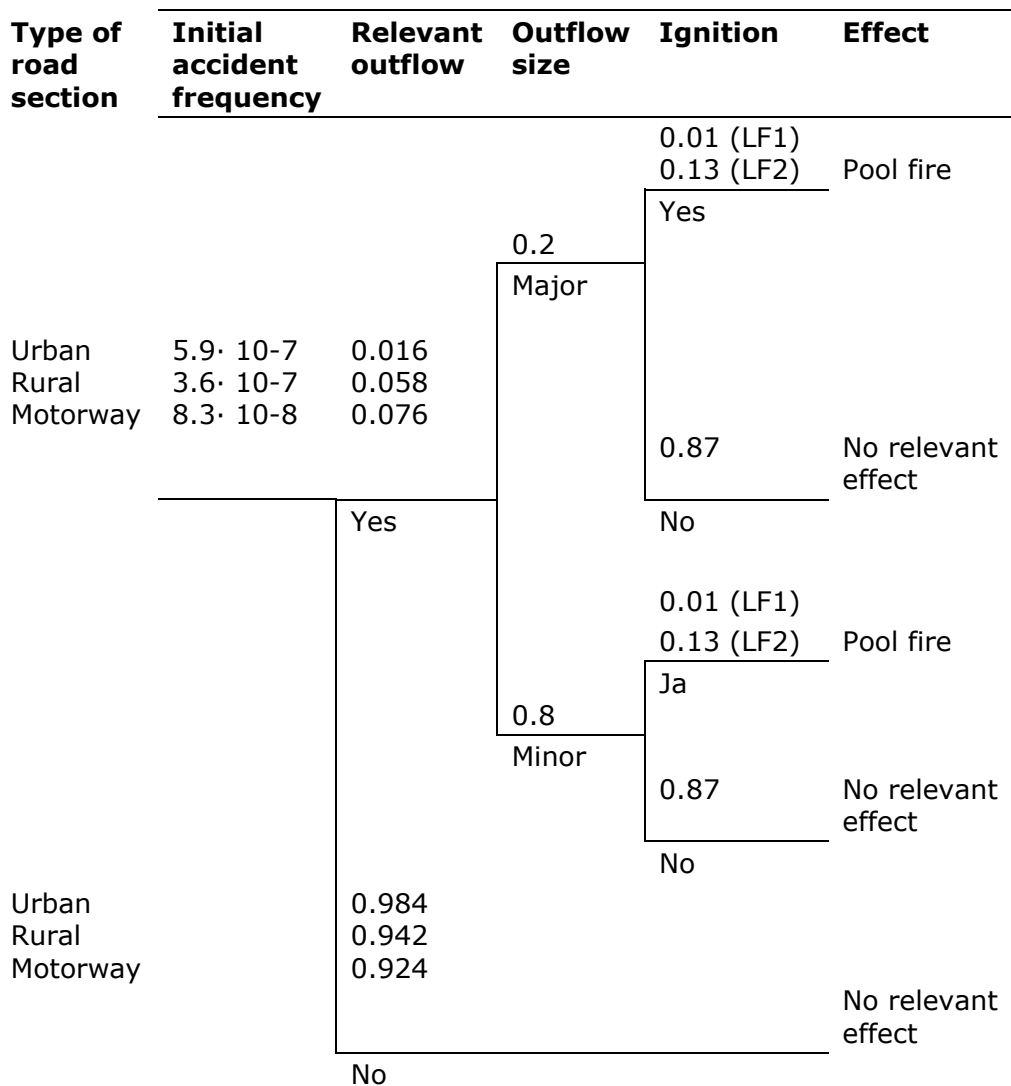 Type of road section Initial accident frequency Relevant outflow Outflow size Ignition Effect
0.01 (LF1)
0.13 (LF2) Pool fire
Yes
0.2
Major
Urban 5.9· 10-7 0.016
Rural 3.6· 10-7 0.058
Motorway 8.3· 10-8 0.076
0.87 No relevant
effect
Yes No
0.01 (LF1)
0.13 (LF2) Pool fire
Ja
0.8
Minor
0.87 No relevant
effect
No
Urban 0.984
Rural 0.942
Motorway 0.924
No relevant
effect
No